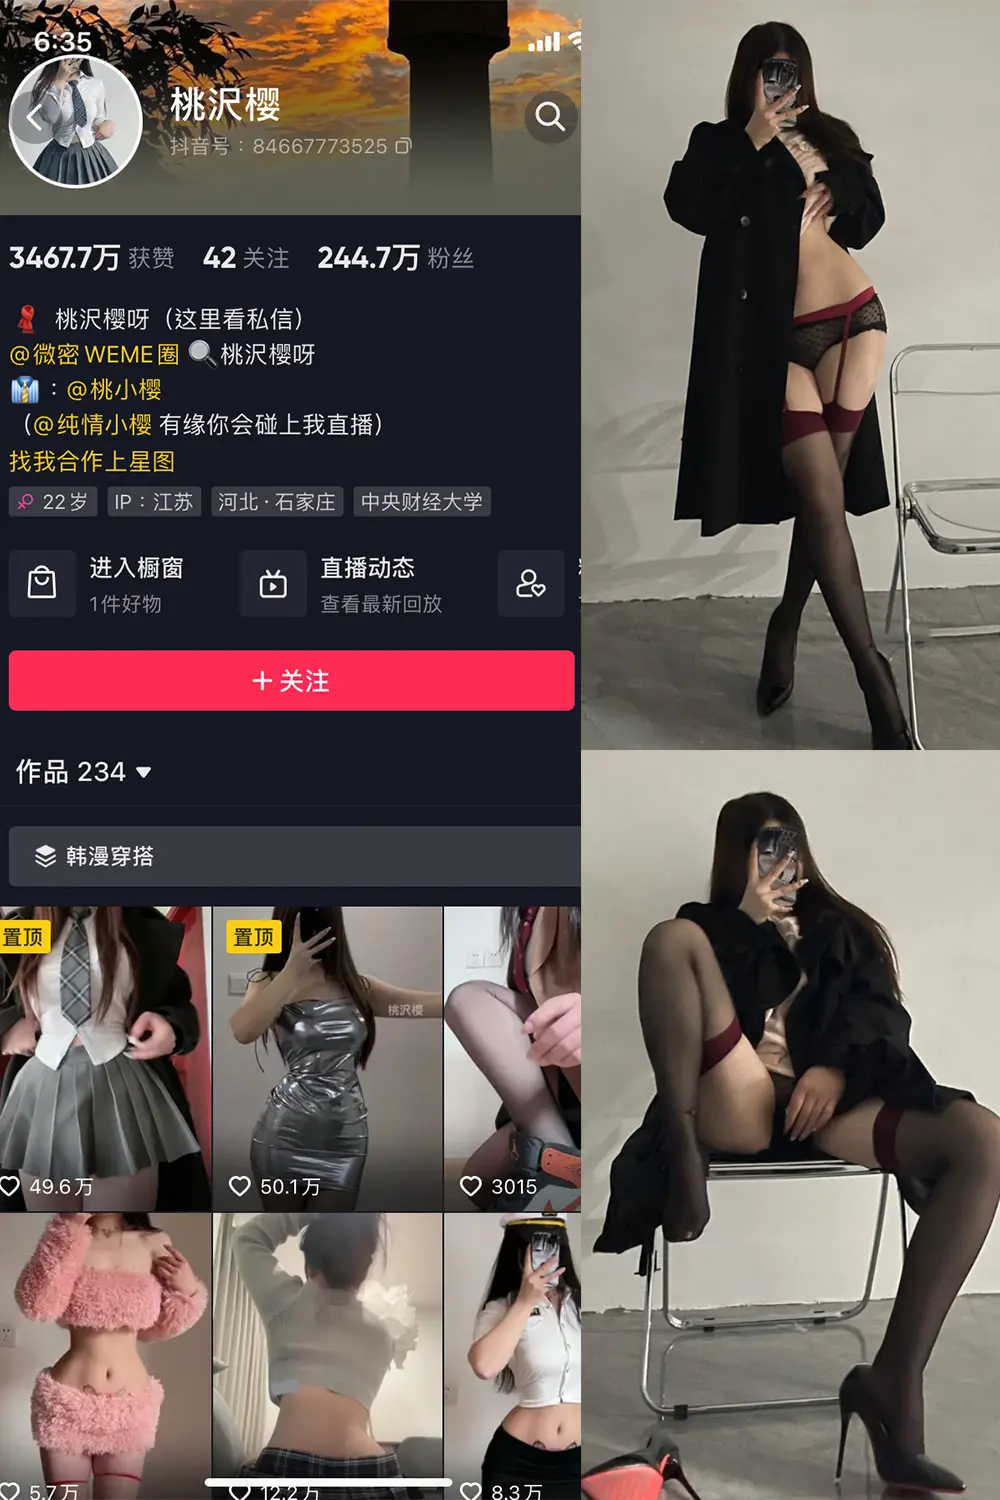 6:35
桃沢樱
抖音号：84667773525
3467.7万 获赞 42 关注 244.7万 粉丝
桃沢樱呀（这里看私信）
@微密 WEME圈 桃沢樱呀
：@桃小樱
（@纯情小樱 有缘你会碰上我直播）
找我合作上星图
22岁 IP：江苏 河北·石家庄 中央财经大学
进入橱窗 直播动态
1件好物 查看最新回放
+ 关注
作品 234
韩漫穿搭
置顶 置顶
桃沢樱
49.6万 50.1万 3015
5.7万 12.2万 8.3万